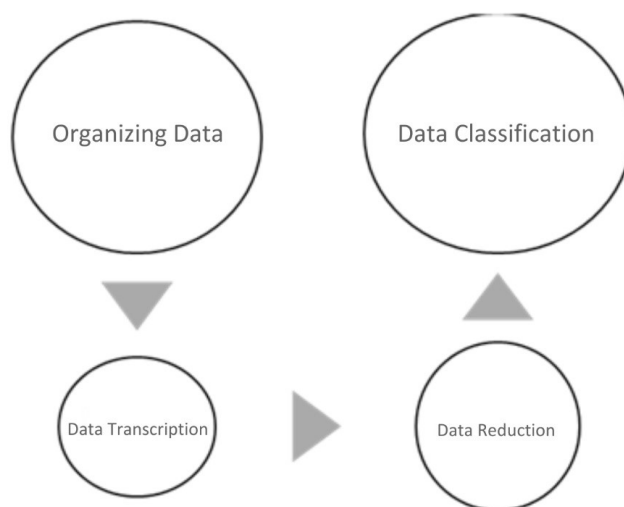 Organizing Data
Data Classification
Data Transcription
Data Reduction